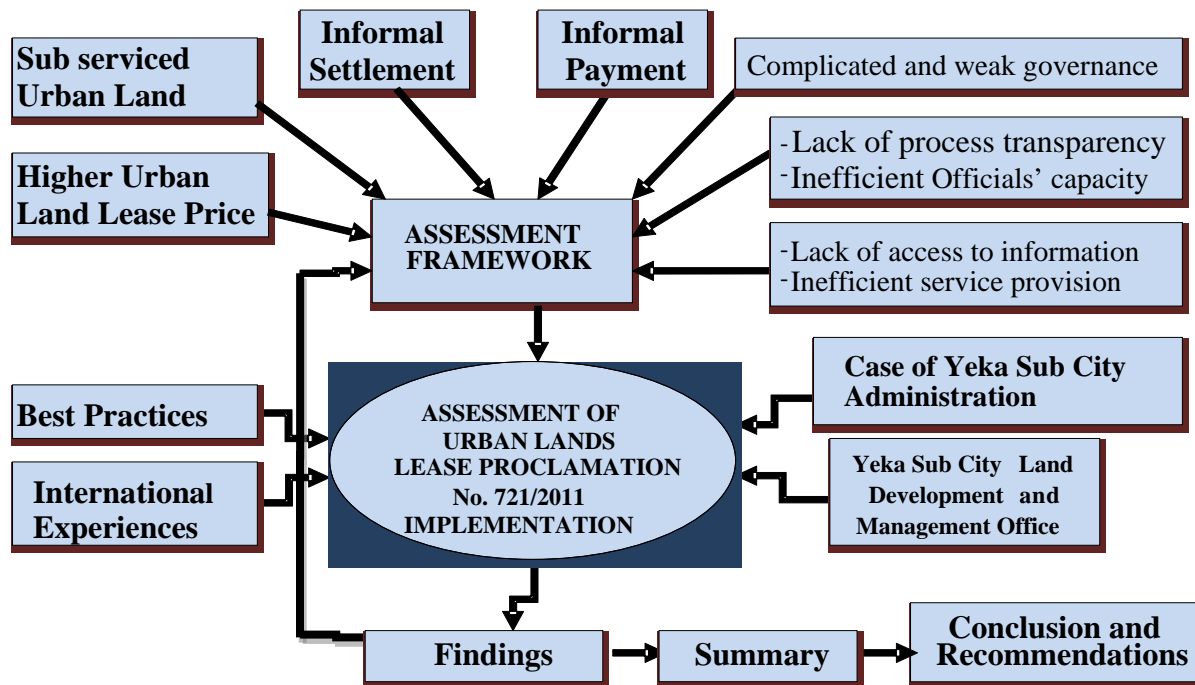 Sub serviced
Urban Land
Informal
Settlement
Informal
Payment
Complicated and weak governance
- Lack of process transparency
- Inefficient Officials' capacity
Higher Urban
Land Lease Price
ASSESSMENT
FRAMEWORK
- Lack of access to information
- Inefficient service provision
Best Practices
International
Experiences
ASSESSMENT OF
URBAN LANDS
LEASE PROCLAMATION
No. 721/2011
IMPLEMENTATION
Case of Yeka Sub City
Administration
Yeka Sub City Land
Development and
Management Office
Findings
Summary
Conclusion and
Recommendations